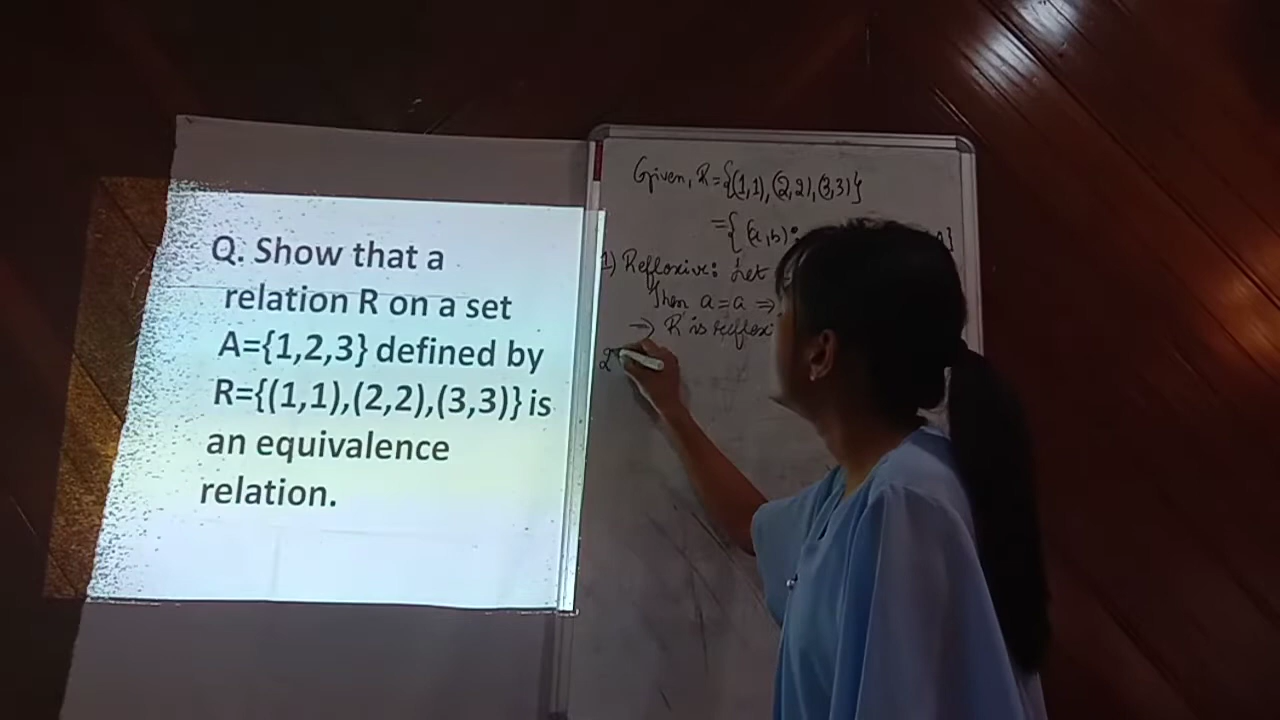 Q. Show that a
relation R on a set
A={1,2,3} defined by
R={(1,1),(2,2),(3,3)} is
an equivalence
relation.
Given, R={(1,1),(2,2),(3,3)}
={(a,b):
1) Reflexive: Let
Then a=a ⇒
⇒ R is reflexi
2